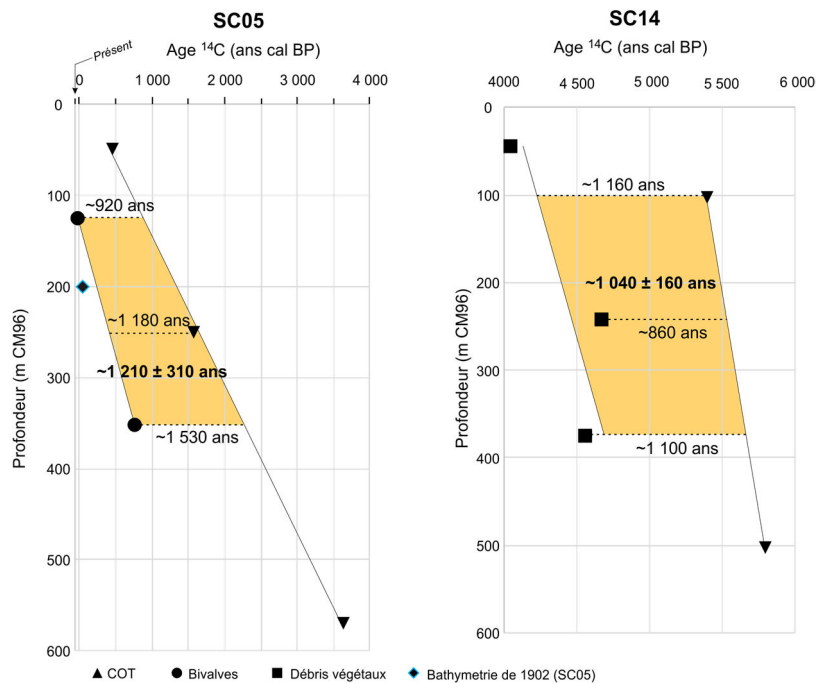 SC05
Age ¹⁴C (ans cal BP)
Présent
0 1 000 2 000 3 000 4 000
0
100
200
300
400
500
600
Profondeur (m CM96)
~920 ans
~1 180 ans
~1 210 ± 310 ans
~1 530 ans
SC14
Age ¹⁴C (ans cal BP)
4000 4 500 5 000 5 500 6 000
0
100
200
300
400
500
600
Profondeur (m CM96)
~1 160 ans
~1 040 ± 160 ans
~860 ans
~1 100 ans
COT Bivalves Débris végétaux Bathymetrie de 1902 (SC05)